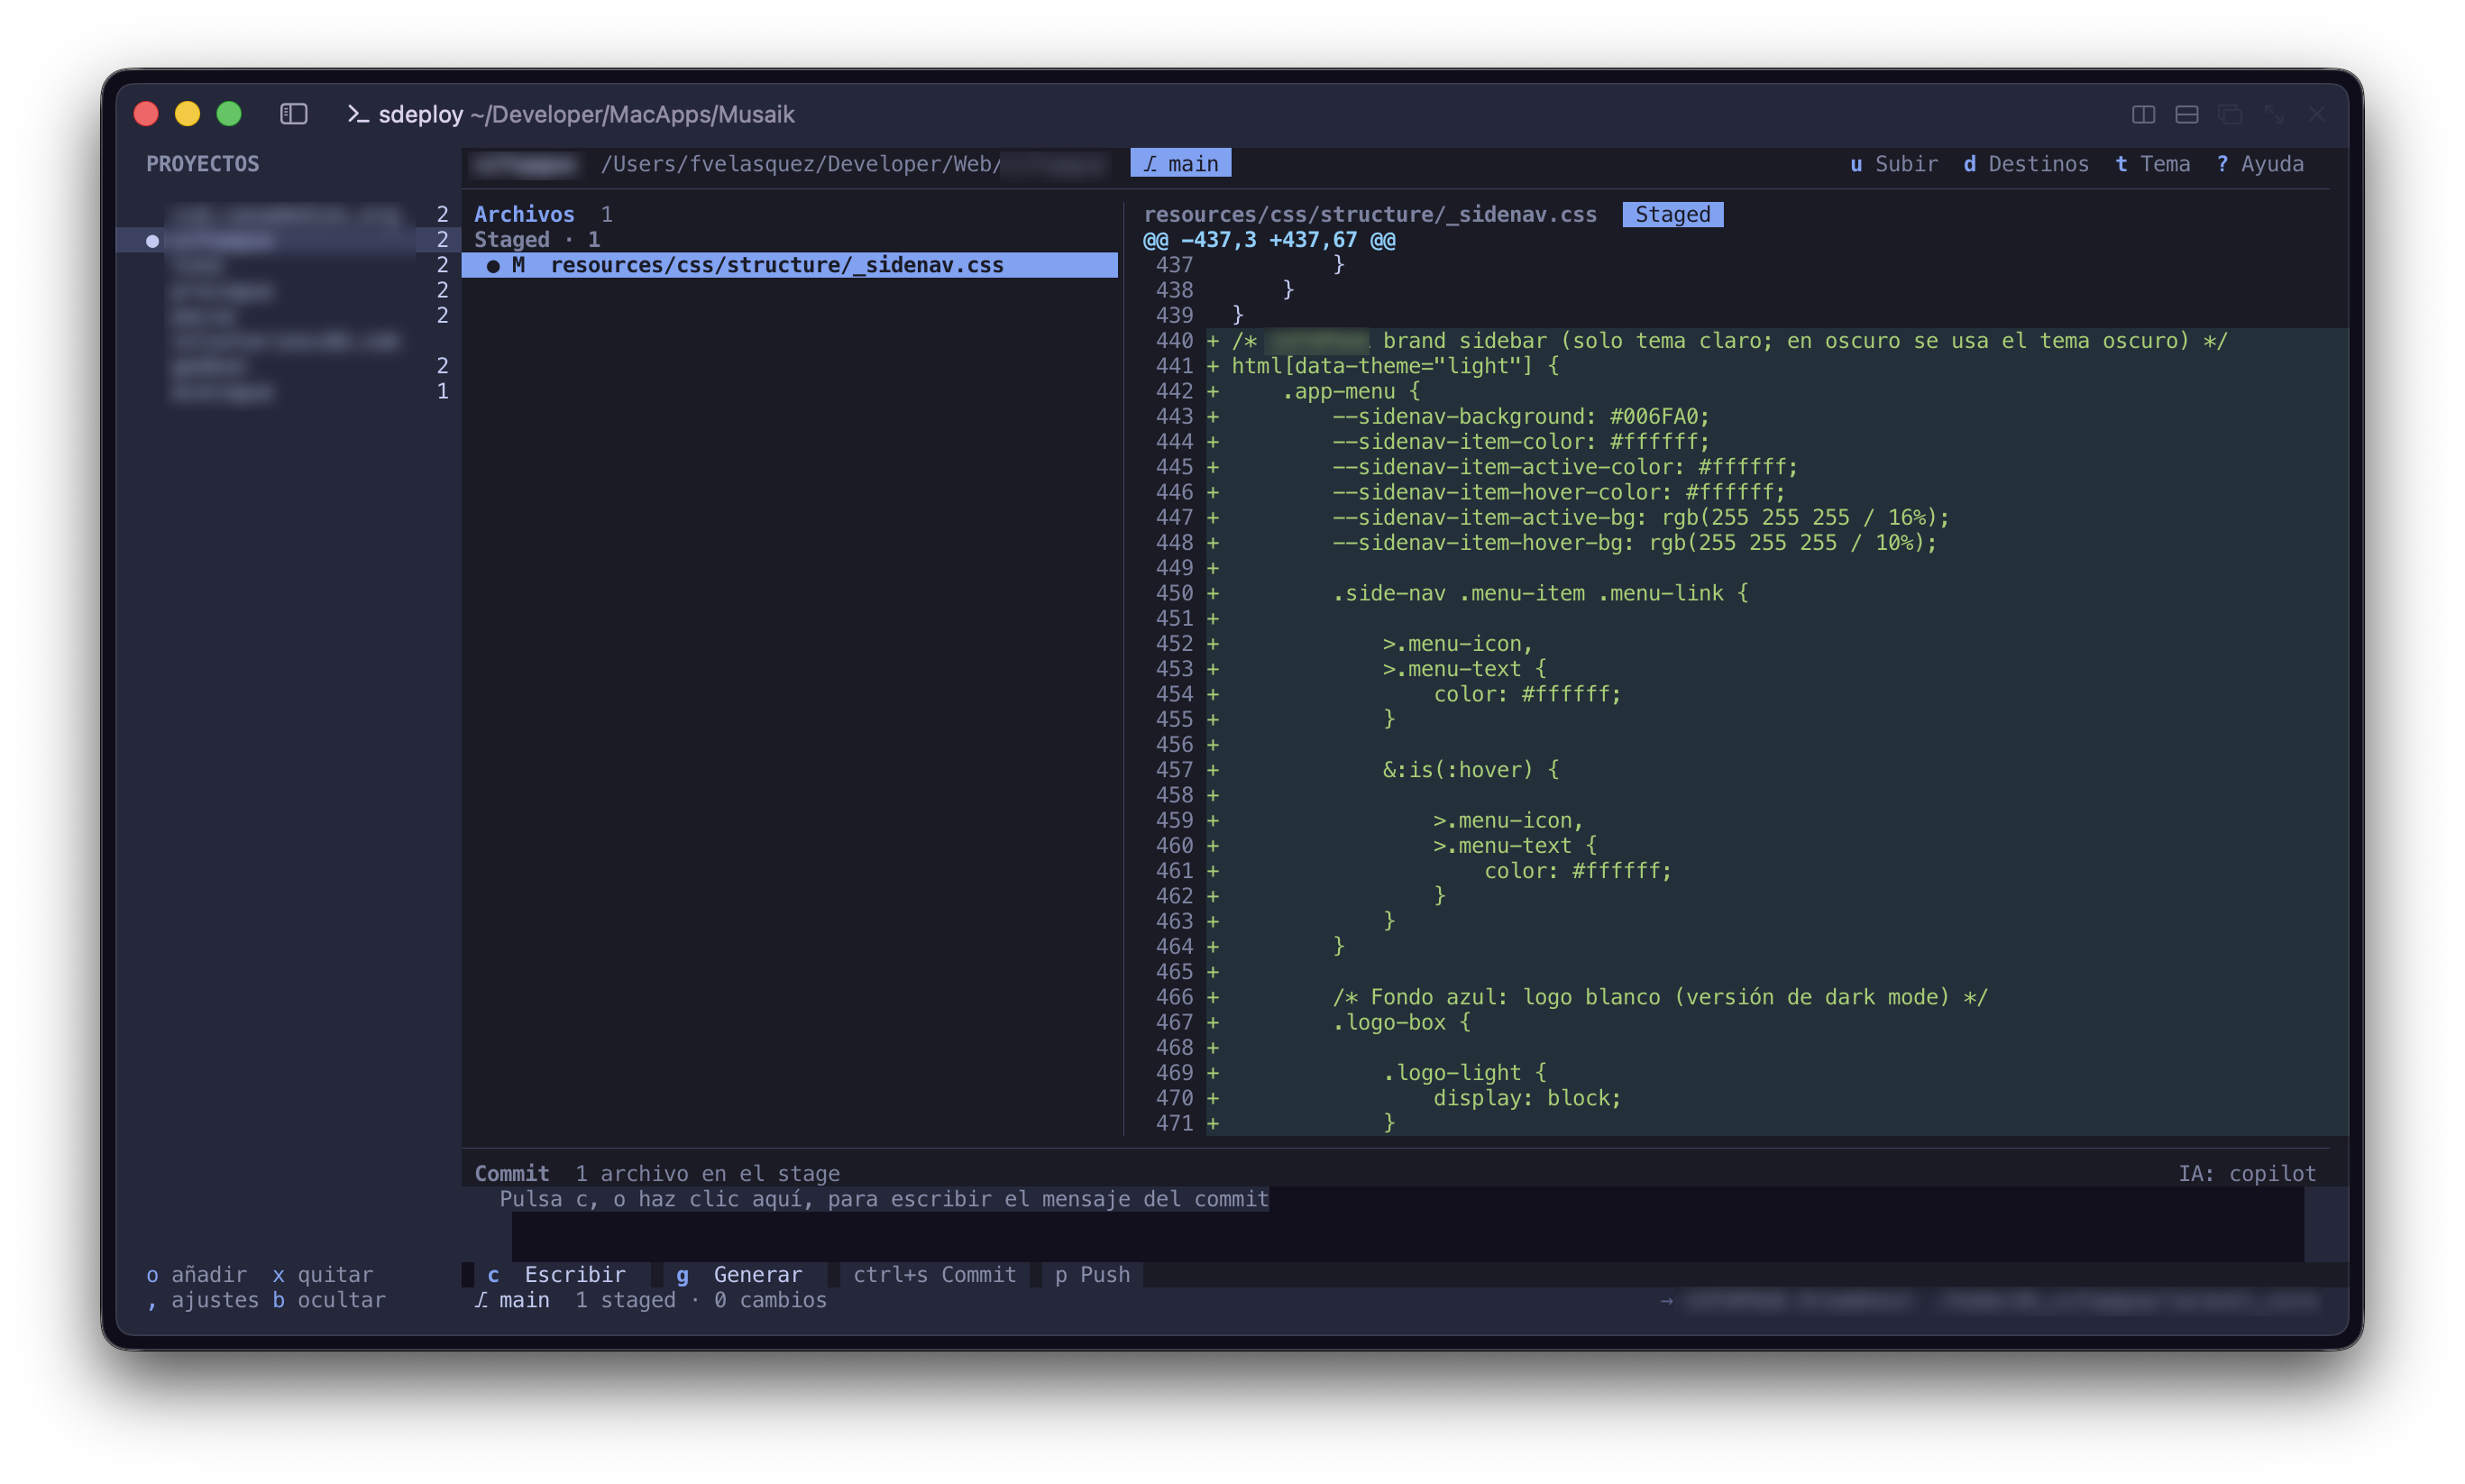 sdeploy ~/Developer/MacApps/Musaik
PROYECTOS
2
2
2
2
2
2
1
o añadir x quitar
, ajustes b ocultar
/Users/fvelasquez/Developer/Web/ main
u Subir d Destinos t Tema ? Ayuda
Archivos 1
Staged · 1
● M resources/css/structure/_sidenav.css
resources/css/structure/_sidenav.css Staged
@@ -437,3 +437,67 @@
437 }
438 }
439 }
440 + /* brand sidebar (solo tema claro; en oscuro se usa el tema oscuro) */
441 + html[data-theme="light"] {
442 + .app-menu {
443 + --sidenav-background: #006FA0;
444 + --sidenav-item-color: #ffffff;
445 + --sidenav-item-active-color: #ffffff;
446 + --sidenav-item-hover-color: #ffffff;
447 + --sidenav-item-active-bg: rgb(255 255 255 / 16%);
448 + --sidenav-item-hover-bg: rgb(255 255 255 / 10%);
449 +
450 + .side-nav .menu-item .menu-link {
451 +
452 + >.menu-icon,
453 + >.menu-text {
454 + color: #ffffff;
455 + }
456 +
457 + &:is(:hover) {
458 +
459 + >.menu-icon,
460 + >.menu-text {
461 + color: #ffffff;
462 + }
463 + }
464 + }
465 +
466 + /* Fondo azul: logo blanco (versión de dark mode) */
467 + .logo-box {
468 +
469 + .logo-light {
470 + display: block;
471 + }
Commit 1 archivo en el stage
IA: copilot
Pulsa c, o haz clic aquí, para escribir el mensaje del commit
c Escribir g Generar ctrl+s Commit p Push
main 1 staged · 0 cambios
→